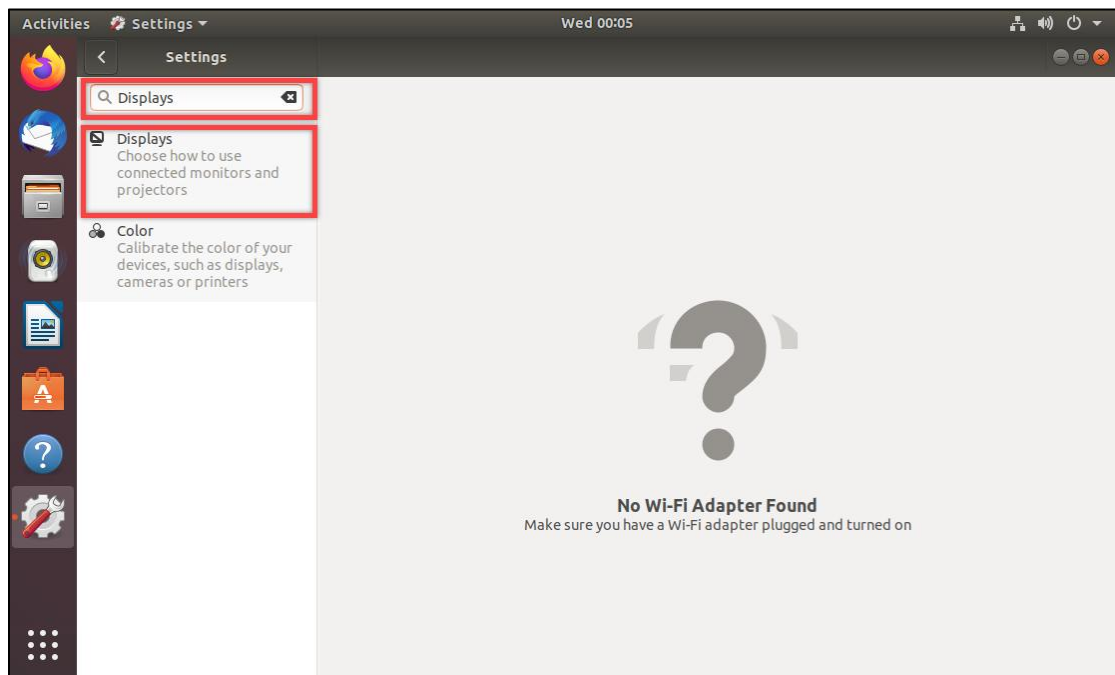 Activities Settings Wed 00:05
Settings
Displays
Displays
Choose how to use
connected monitors and
projectors
Color
Calibrate the color of your
devices, such as displays,
cameras or printers
No Wi-Fi Adapter Found
Make sure you have a Wi-Fi adapter plugged and turned on